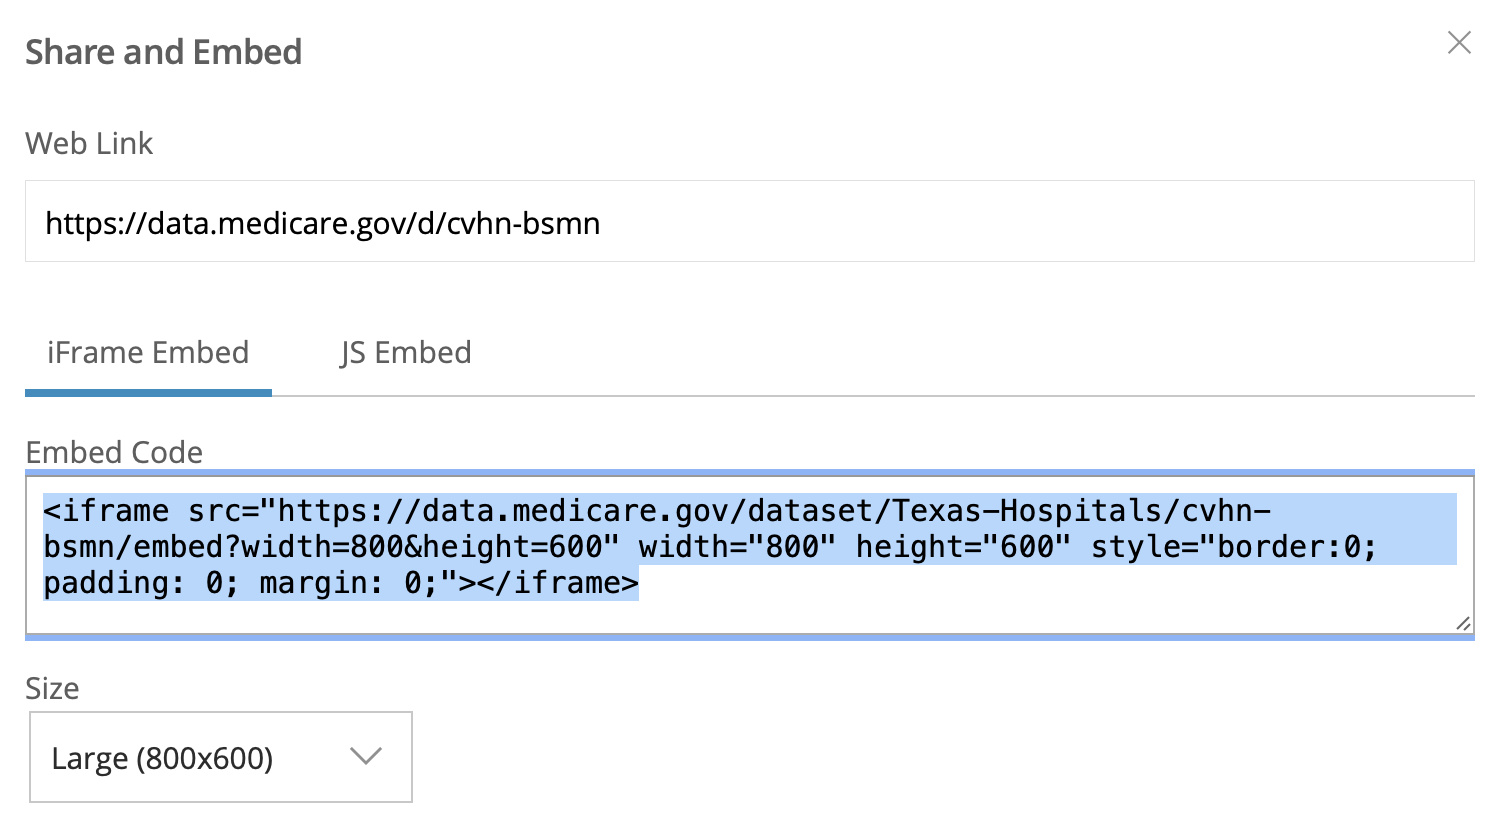 Share and Embed
Web Link
https://data.medicare.gov/d/cvhn-bsmn
iFrame Embed JS Embed
Embed Code
<iframe src="https://data.medicare.gov/dataset/Texas-Hospitals/cvhn-
bsmn/embed?width=800&height=600" width="800" height="600" style="border:0;
padding: 0; margin: 0;"></iframe>
Size
Large (800x600)